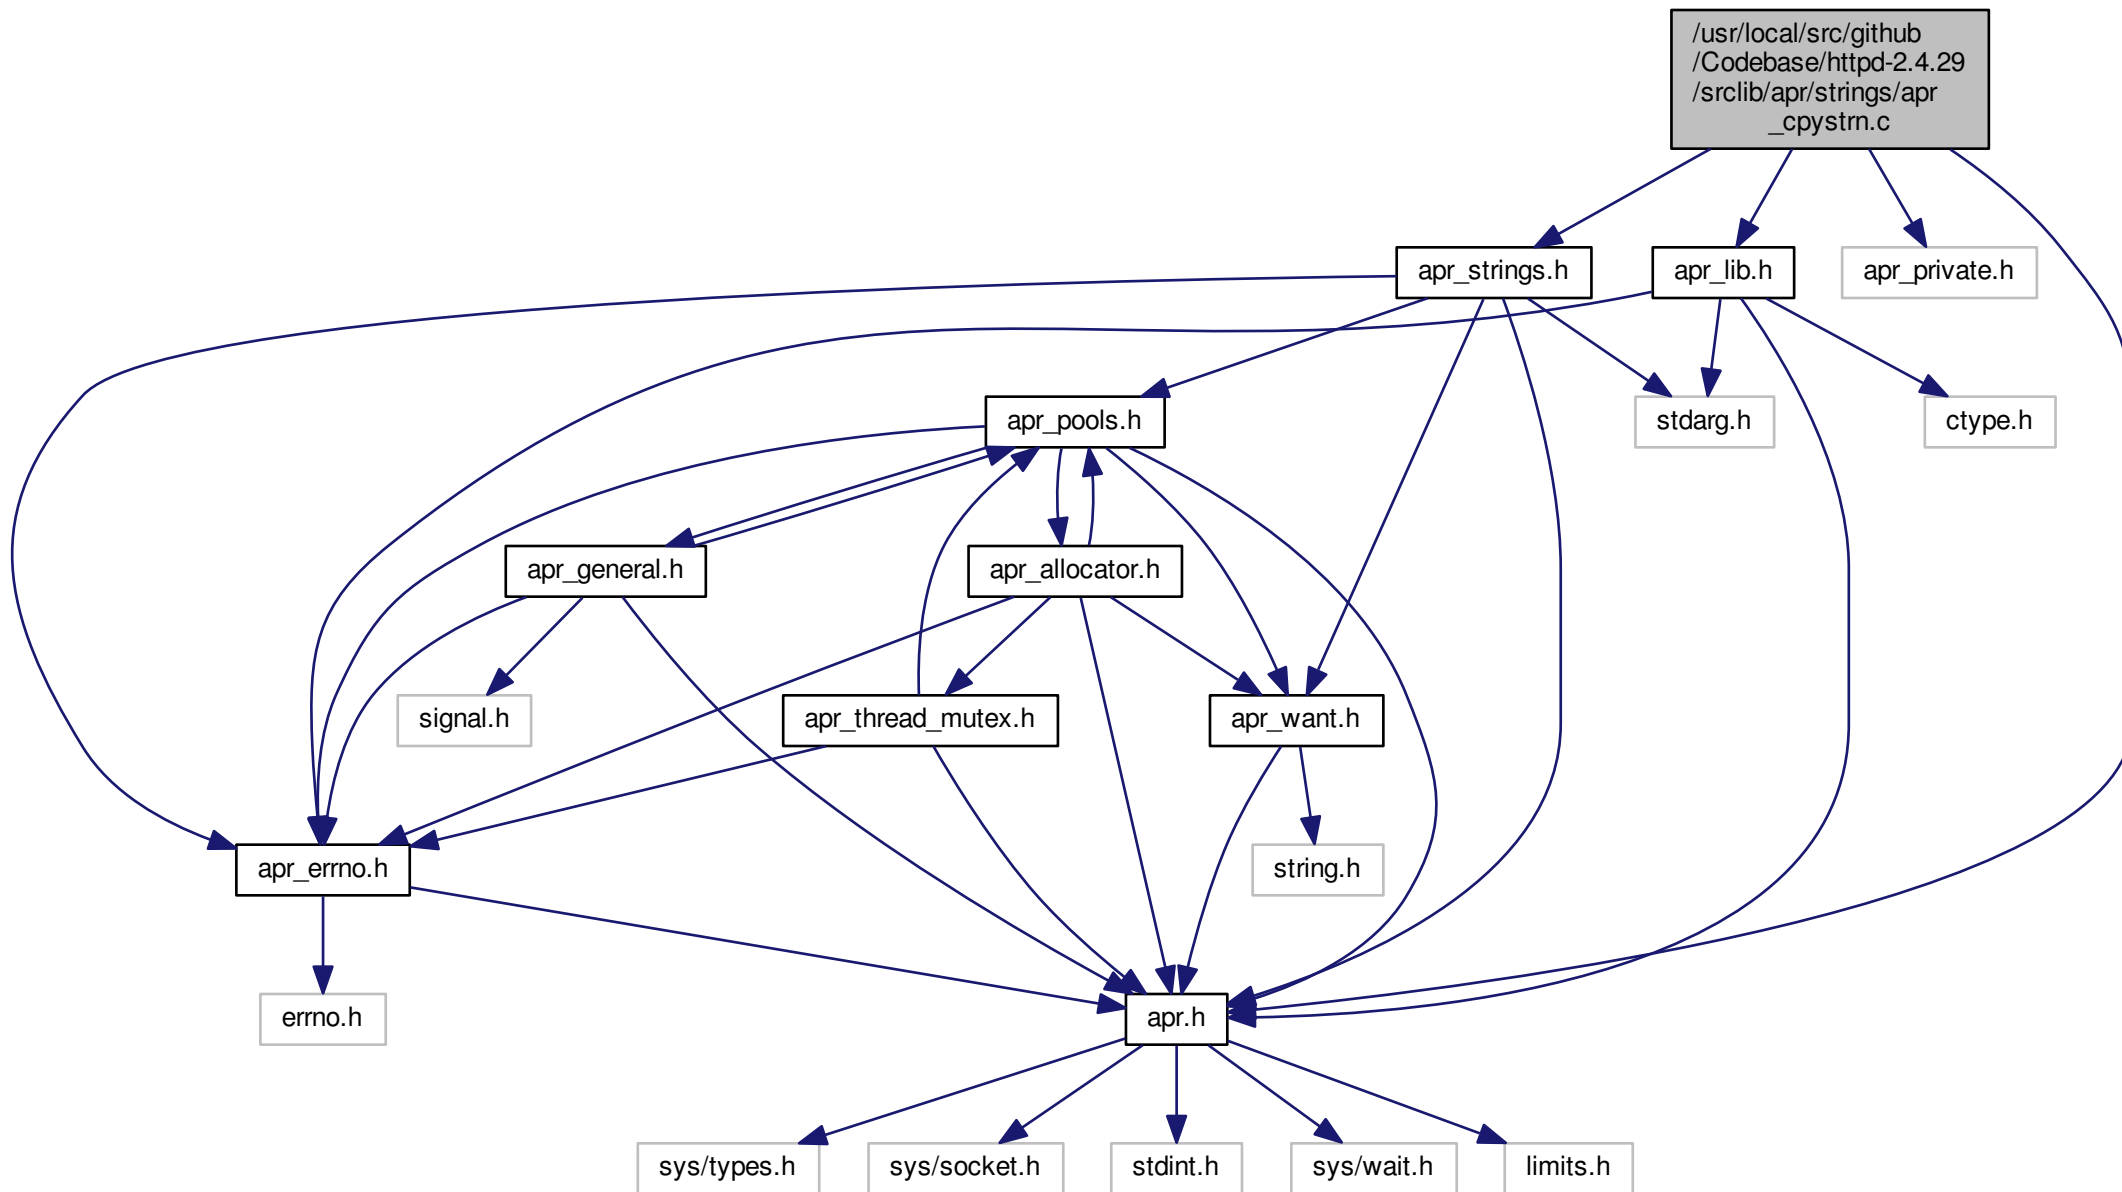 /usr/local/src/github
/Codebase/httpd-2.4.29
/srclib/apr/strings/apr
_cpystrn.c
apr_strings.h
apr_lib.h
apr_private.h
apr_pools.h
stdarg.h
ctype.h
apr_general.h
apr_allocator.h
signal.h
apr_thread_mutex.h
apr_want.h
apr_errno.h
string.h
errno.h
apr.h
sys/types.h
sys/socket.h
stdint.h
sys/wait.h
limits.h